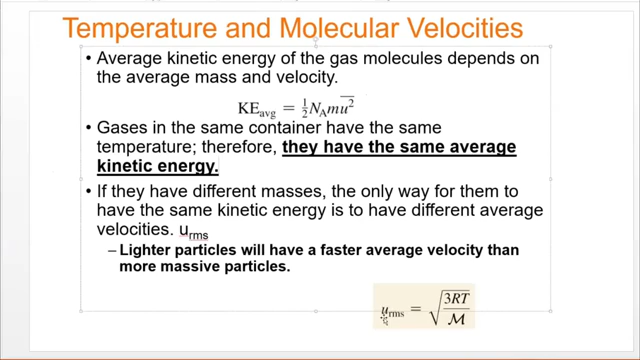 Temperature and Molecular Velocities
• Average kinetic energy of the gas molecules depends on
the average mass and velocity.
KE_avg = ½N_A m\overline{u²}
• Gases in the same container have the same
temperature; therefore, they have the same average
kinetic energy.
• If they have different masses, the only way for them to
have the same kinetic energy is to have different average
velocities. u_rms
– Lighter particles will have a faster average velocity than
more massive particles.
u_rms = √(3RT/ℳ)